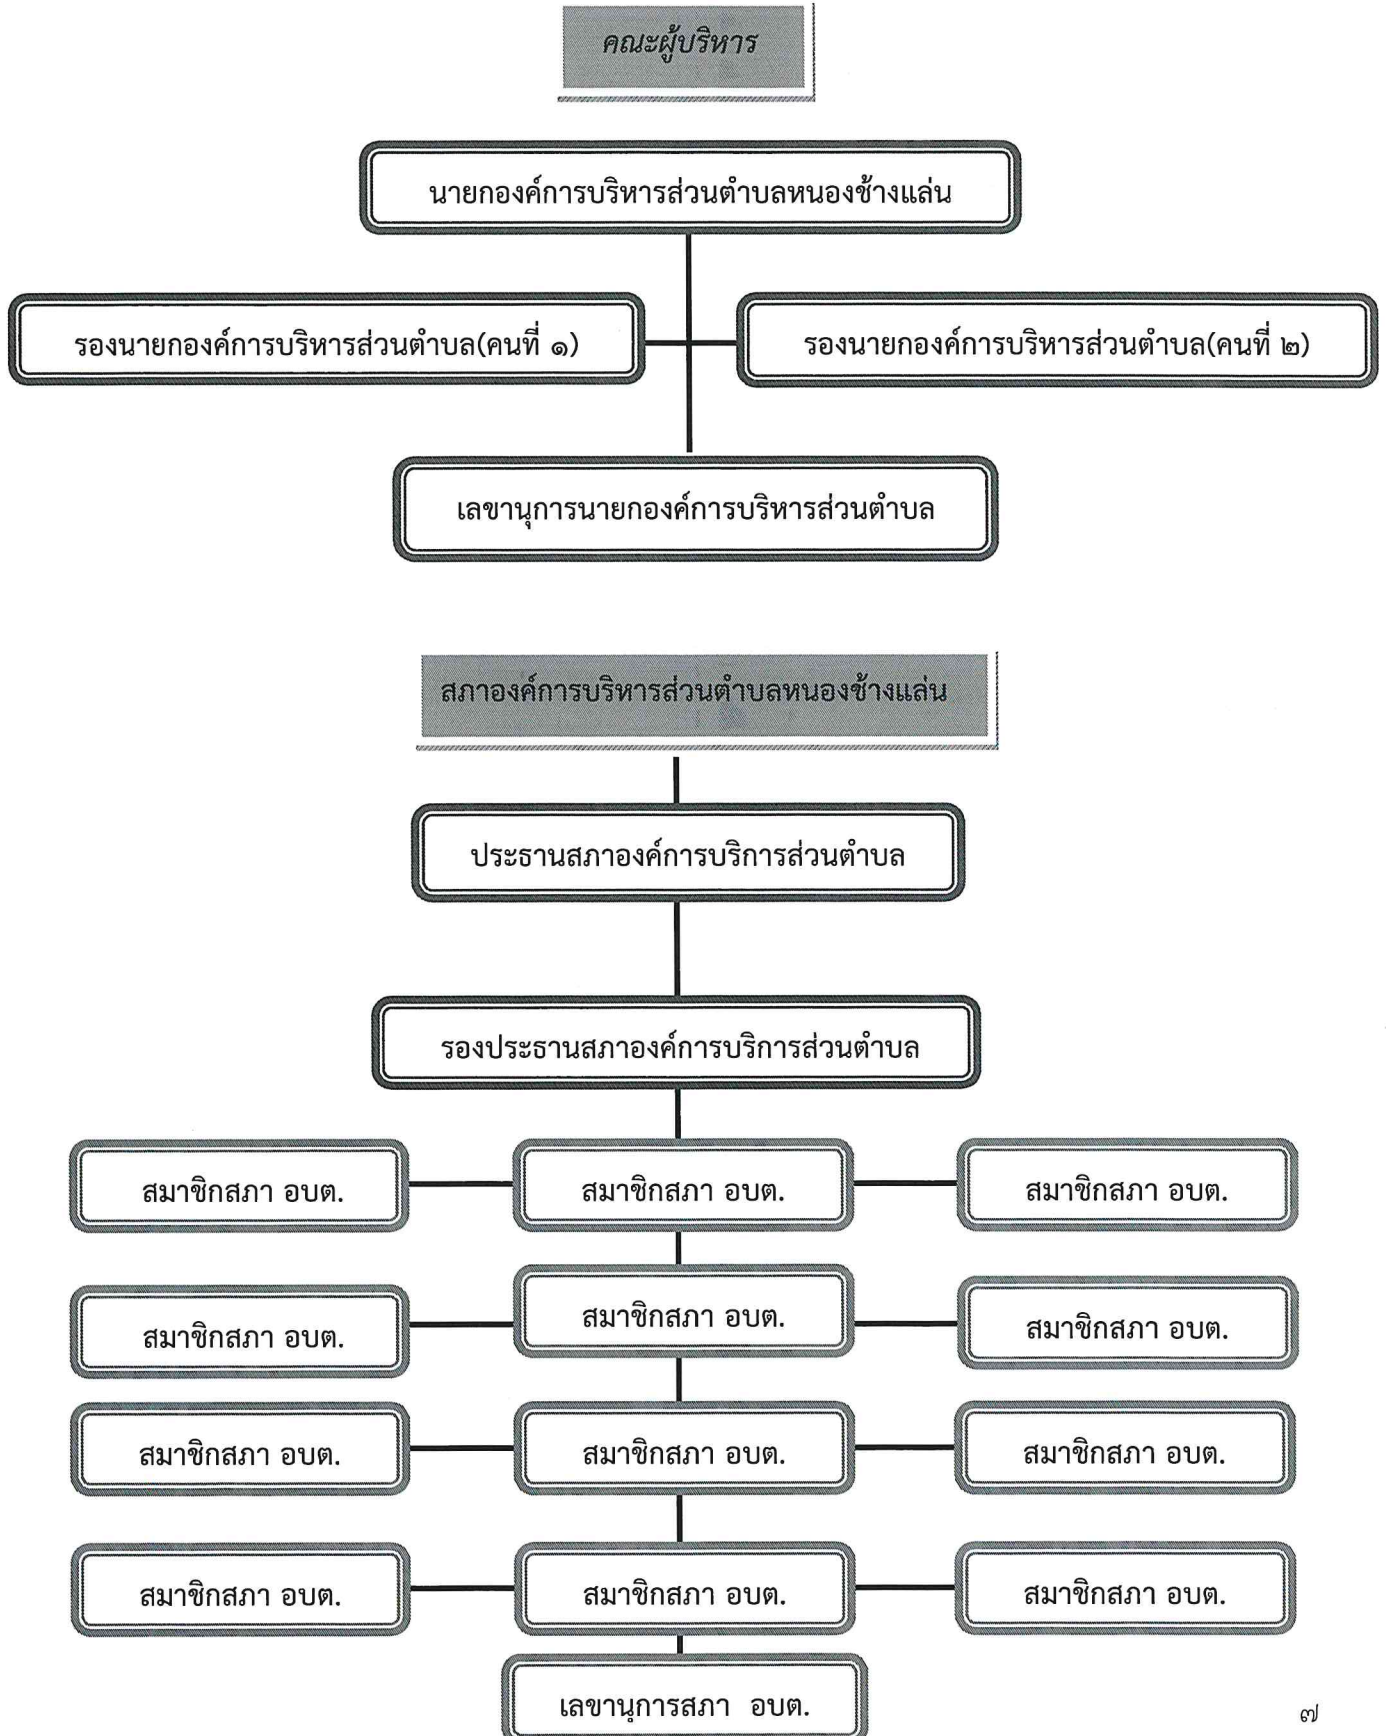 คณะผู้บริหาร
นายกองค์การบริหารส่วนตำบลหนองช้างแล่น
รองนายกองค์การบริหารส่วนตำบล(คนที่ ๑)
รองนายกองค์การบริหารส่วนตำบล(คนที่ ๒)
เลขานุการนายกองค์การบริหารส่วนตำบล
สภาองค์การบริหารส่วนตำบลหนองช้างแล่น
ประธานสภาองค์การบริการส่วนตำบล
รองประธานสภาองค์การบริการส่วนตำบล
สมาชิกสภา อบต.
สมาชิกสภา อบต.
สมาชิกสภา อบต.
สมาชิกสภา อบต.
สมาชิกสภา อบต.
สมาชิกสภา อบต.
สมาชิกสภา อบต.
สมาชิกสภา อบต.
สมาชิกสภา อบต.
สมาชิกสภา อบต.
สมาชิกสภา อบต.
สมาชิกสภา อบต.
เลขานุการสภา อบต.
๗